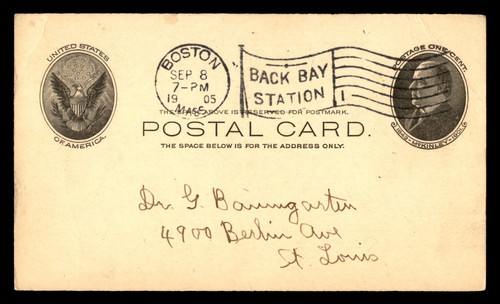 UNITED STATES
OF AMERICA.
BOSTON
SEP 8
7-PM
19 05
MASS.
BACK BAY
STATION
1
POSTAGE ONE CENT.
1843-McKINLEY-1901.
THE SPACE ABOVE IS RESERVED FOR POSTMARK.
POSTAL CARD.
THE SPACE BELOW IS FOR THE ADDRESS ONLY.
Dr. G. Baumgarten
4900 Berlin Ave
St Louis